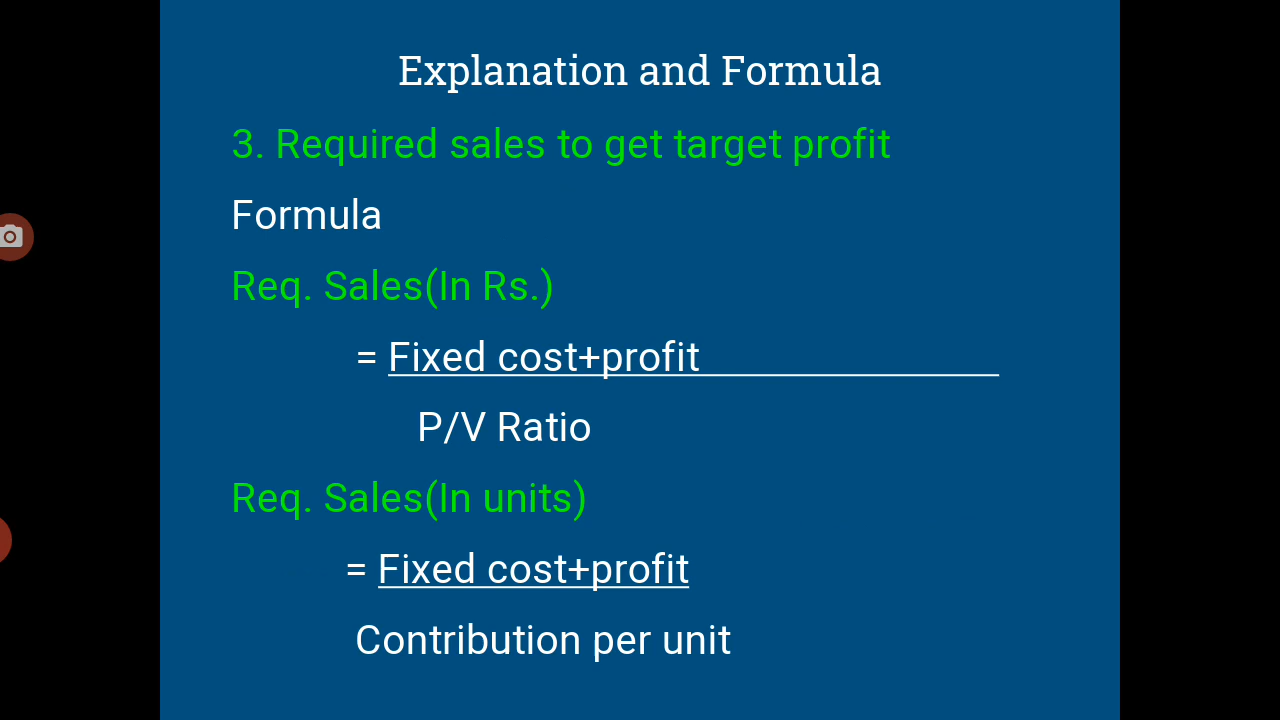 Explanation and Formula
3. Required sales to get target profit
Formula
Req. Sales(In Rs.)
= Fixed cost+profit
P/V Ratio
Req. Sales(In units)
= Fixed cost+profit
Contribution per unit